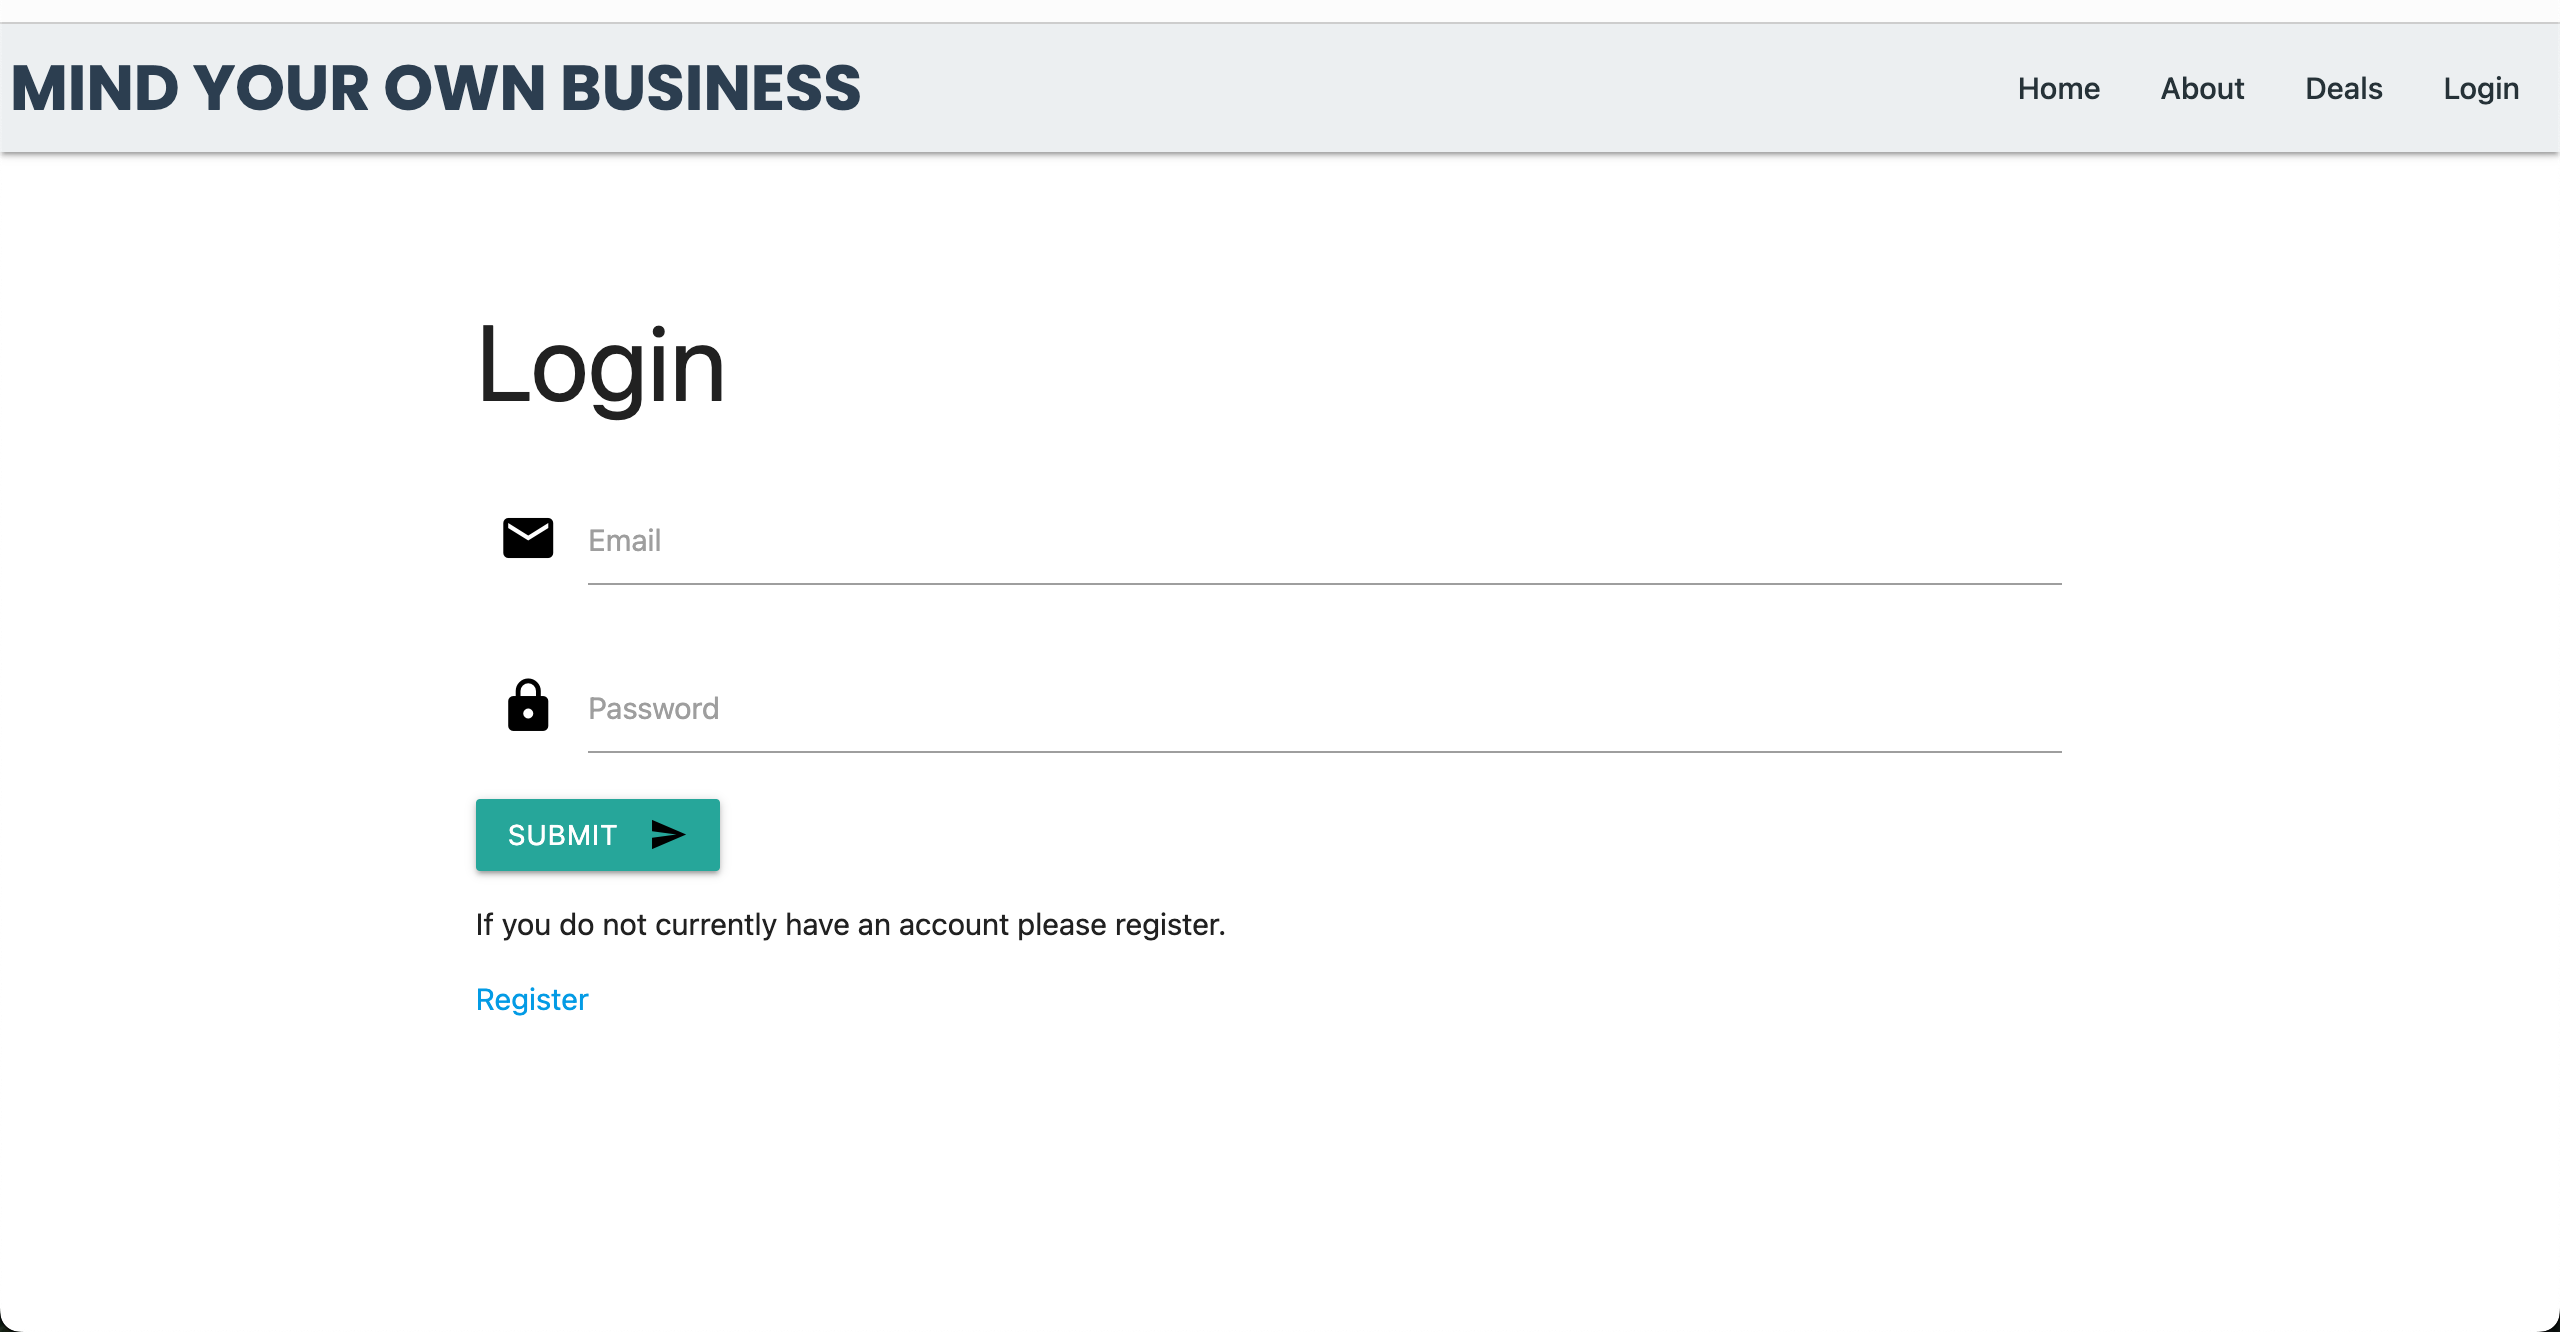 MIND YOUR OWN BUSINESS
Home About Deals Login
Login
Email
Password
SUBMIT
If you do not currently have an account please register.
Register